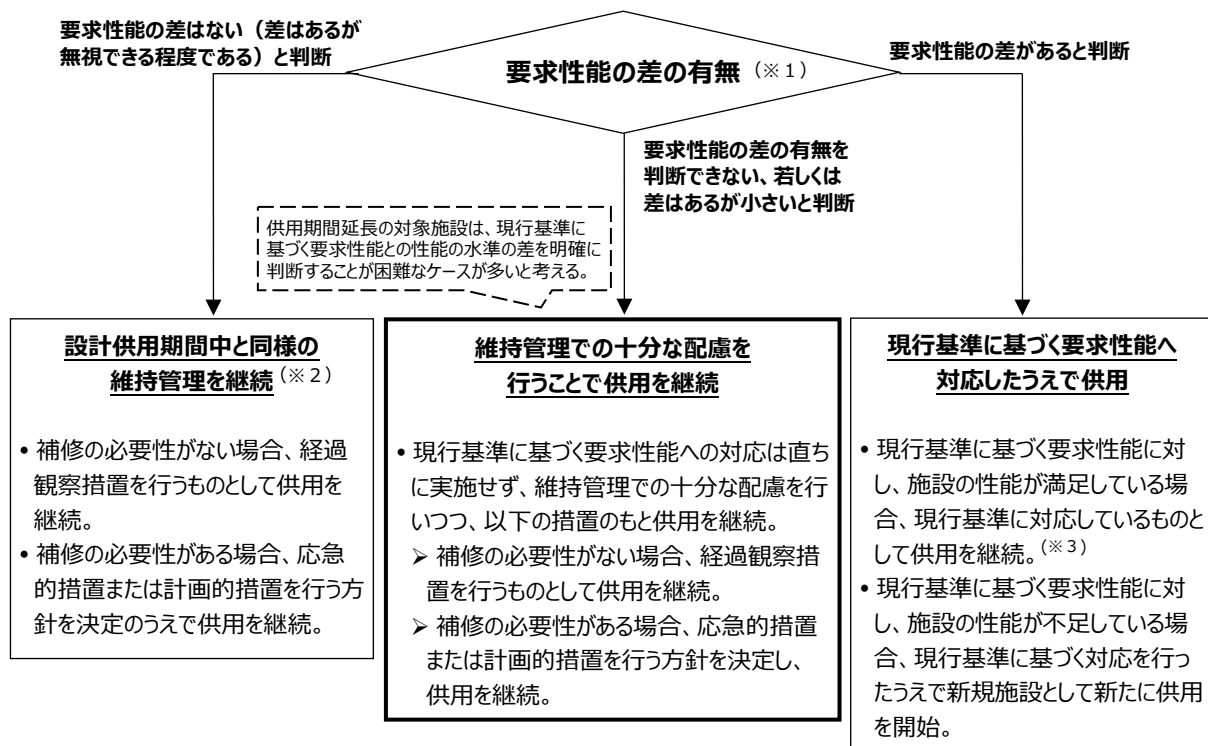 要求性能の差はない（差はあるが
無視できる程度である）と判断
要求性能の差の有無（※１）
要求性能の差があると判断
要求性能の差の有無を
判断できない、若しくは
差はあるが小さいと判断
供用期間延長の対象施設は、現行基準に
基づく要求性能との性能の水準の差を明確に
判断することが困難なケースが多いと考える。
設計供用期間中と同様の
維持管理を継続（※２）
• 補修の必要性がない場合、経過
観察措置を行うものとして供用を
継続。
• 補修の必要性がある場合、応急
的措置または計画的措置を行う方
針を決定のうえで供用を継続。
維持管理での十分な配慮を
行うことで供用を継続
• 現行基準に基づく要求性能への対応は直ち
に実施せず、維持管理での十分な配慮を行
いつつ、以下の措置のもと供用を継続。
➢ 補修の必要性がない場合、経過観察措
置を行うものとして供用を継続。
➢ 補修の必要性がある場合、応急的措置
または計画的措置を行う方針を決定し、
供用を継続。
現行基準に基づく要求性能へ
対応したうえで供用
• 現行基準に基づく要求性能に対
し、施設の性能が満足している場
合、現行基準に対応しているものと
して供用を継続。（※３）
• 現行基準に基づく要求性能に対
し、施設の性能が不足している場
合、現行基準に基づく対応を行っ
たうえで新規施設として新たに供用
を開始。